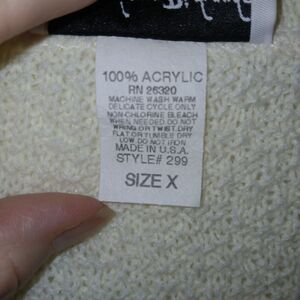 100% ACRYLIC
RN 26320
MACHINE WASH WARM
DELICATE CYCLE ONLY
NON-CHLORINE BLEACH
WHEN NEEDED DO NOT
WRING OR TWIST DRY
FLAT OR TUMBLE DRY
LOW. DO NOT IRON
MADE IN U.S.A.
STYLE# 299
SIZE X